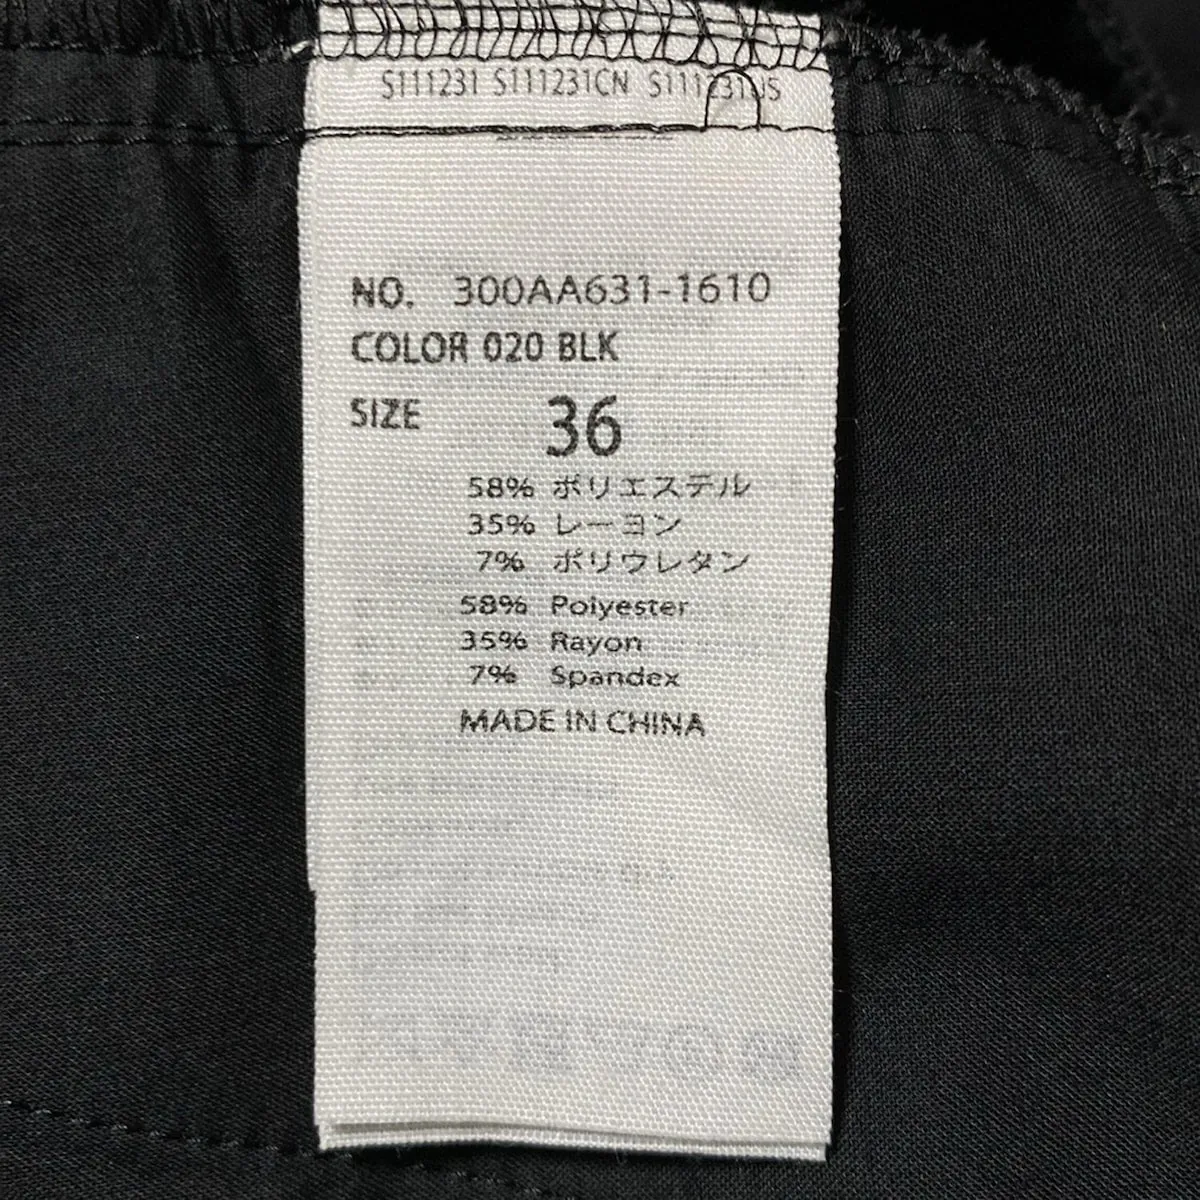 S111231 S111231CN S111231US
NO. 300AA631-1610
COLOR 020 BLK
SIZE 36
58% ポリエステル
35% レーヨン
7% ポリウレタン
58% Polyester
35% Rayon
7% Spandex
MADE IN CHINA